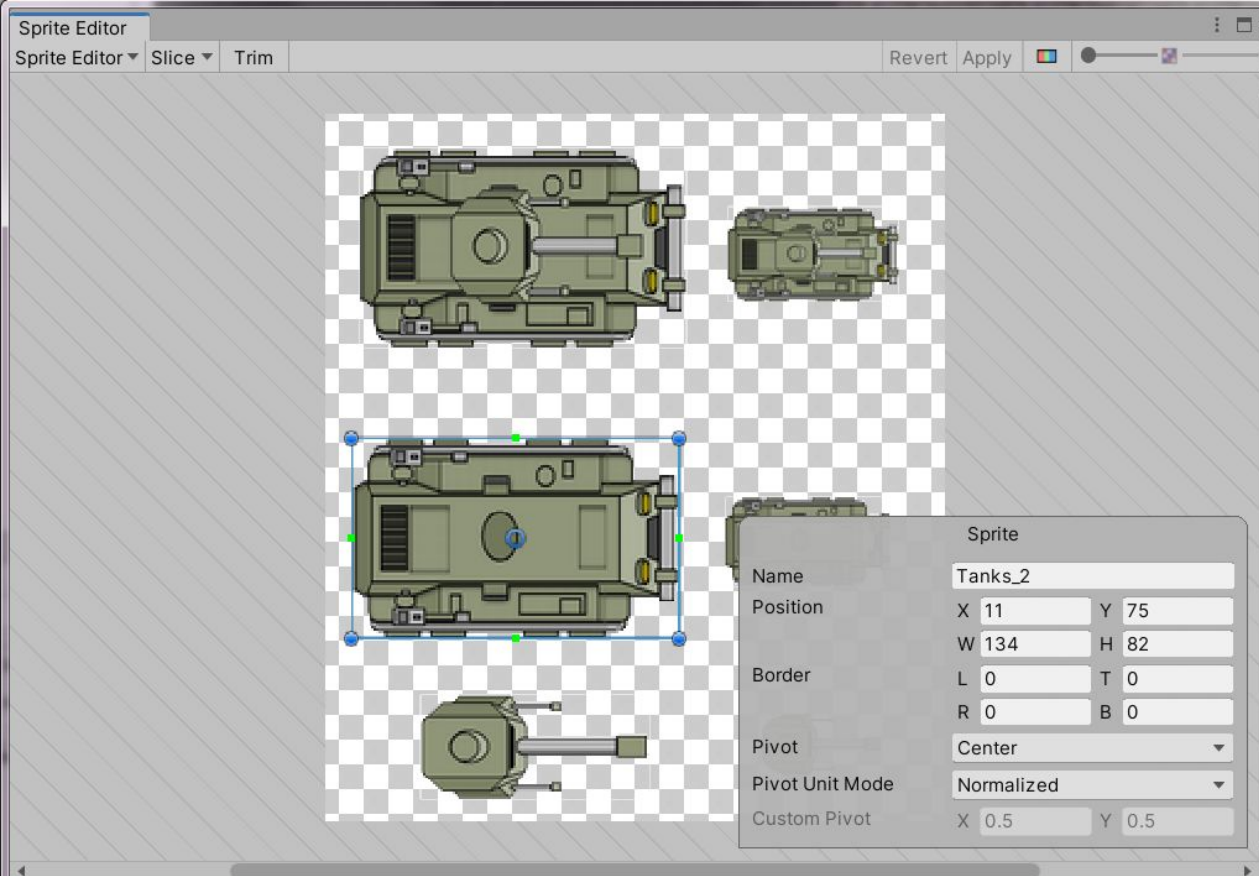 Sprite Editor
Sprite Editor Slice Trim Revert Apply
Sprite
Name Tanks_2
Position X 11 Y 75
W 134 H 82
Border L 0 T 0
R 0 B 0
Pivot Center
Pivot Unit Mode Normalized
Custom Pivot X 0.5 Y 0.5